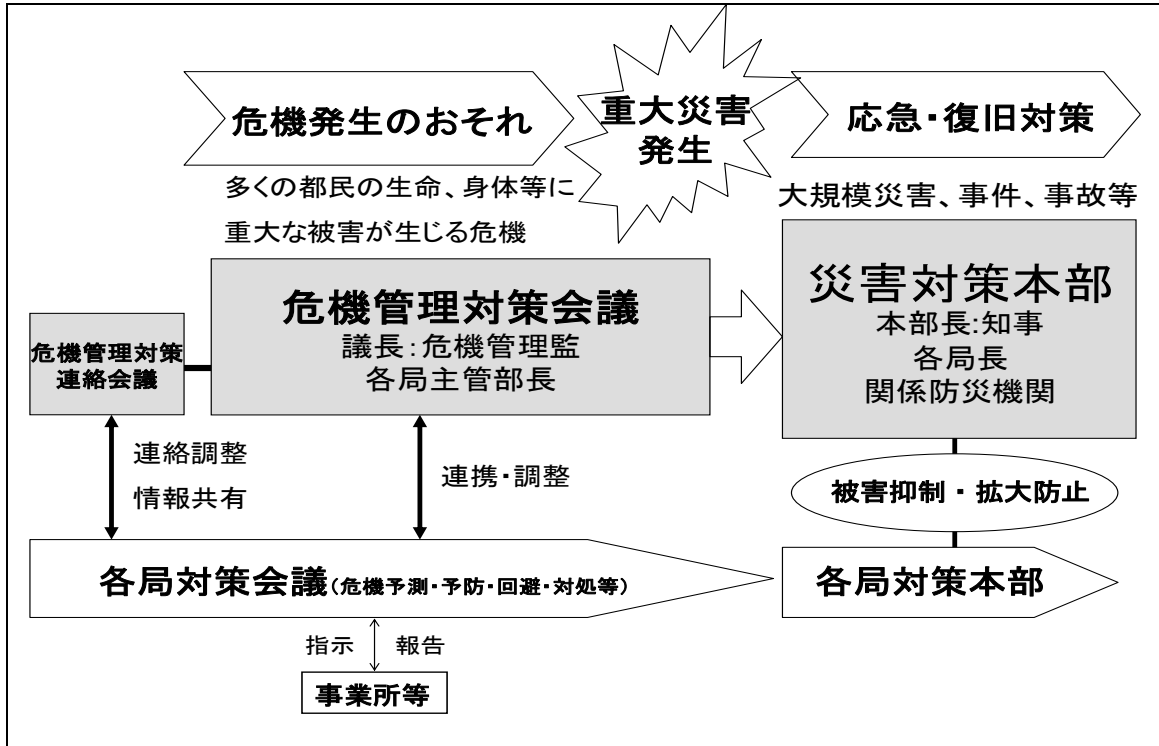 危機発生のおそれ
重大災害
発生
応急・復旧対策
多くの都民の生命、身体等に
重大な被害が生じる危機
大規模災害、事件、事故等
危機管理対策
連絡会議
危機管理対策会議
議長：危機管理監
各局主管部長
災害対策本部
本部長:知事
各局長
関係防災機関
連絡調整
情報共有
連携・調整
被害抑制・拡大防止
各局対策会議(危機予測・予防・回避・対処等)
各局対策本部
指示 報告
事業所等